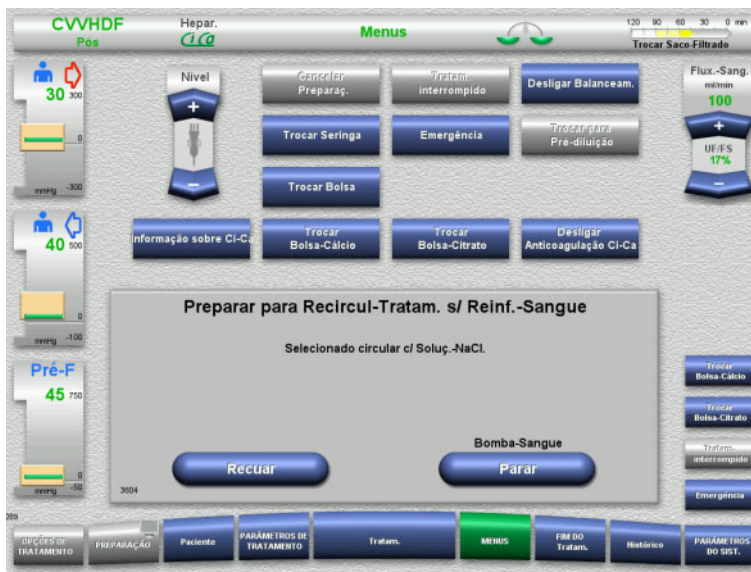 CVVHDF
Pós
Hepar.
CiCa
Menus
120 90 60 30 0 min
Trocar Saco-Filtrado
30
300
0
mmHg -300
40
500
0
mmHg -100
Pré-F
45
750
0
mmHg -50
Nível
+
−
Cancelar
Preparaç.
Tratam.
interrompido
Desligar Balanceam.
Trocar Seringa
Emergência
Trocar para
Pré-diluição
Trocar Bolsa
Informação sobre Ci-Ca
Trocar
Bolsa-Cálcio
Trocar
Bolsa-Citrato
Desligar
Anticoagulação Ci-Ca
Flux.-Sang.
ml/min
100
+
UF/FS
17%
−
Preparar para Recircul-Tratam. s/ Reinf.-Sangue
Selecionado circular c/ Soluç.-NaCl.
Bomba-Sangue
Recuar
Parar
3604
Trocar
Bolsa-Cálcio
Trocar
Bolsa-Citrato
Tratam.
interrompido
Emergência
269
OPÇÕES DE
TRATAMENTO
PREPARAÇÃO
Paciente
PARÂMETROS DE
TRATAMENTO
Tratam.
MENUS
FIM DO
Tratam.
Histórico
PARÂMETROS
DO SIST.